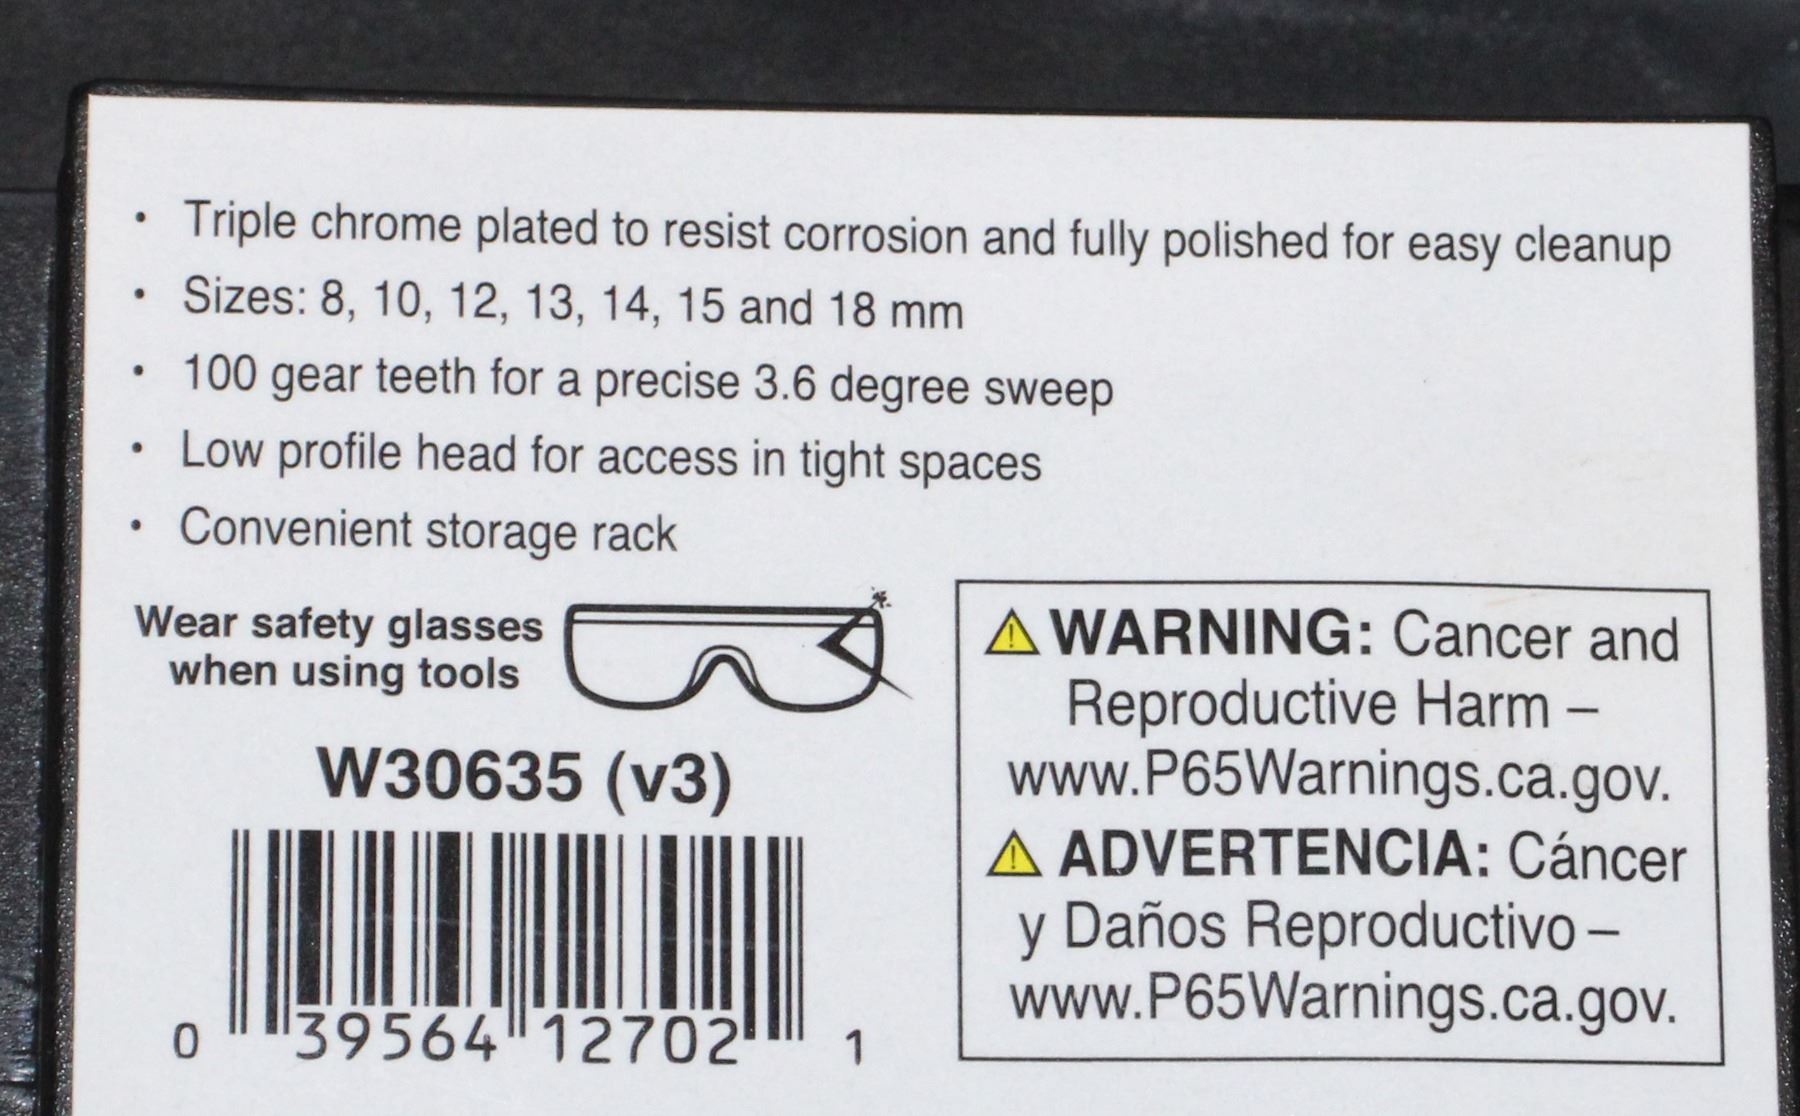 • Triple chrome plated to resist corrosion and fully polished for easy cleanup
• Sizes: 8, 10, 12, 13, 14, 15 and 18 mm
• 100 gear teeth for a precise 3.6 degree sweep
• Low profile head for access in tight spaces
• Convenient storage rack
Wear safety glasses
when using tools
W30635 (v3)
0 39564 12702 1
⚠ WARNING: Cancer and
Reproductive Harm –
www.P65Warnings.ca.gov.
⚠ ADVERTENCIA: Cáncer
y Daños Reproductivo –
www.P65Warnings.ca.gov.